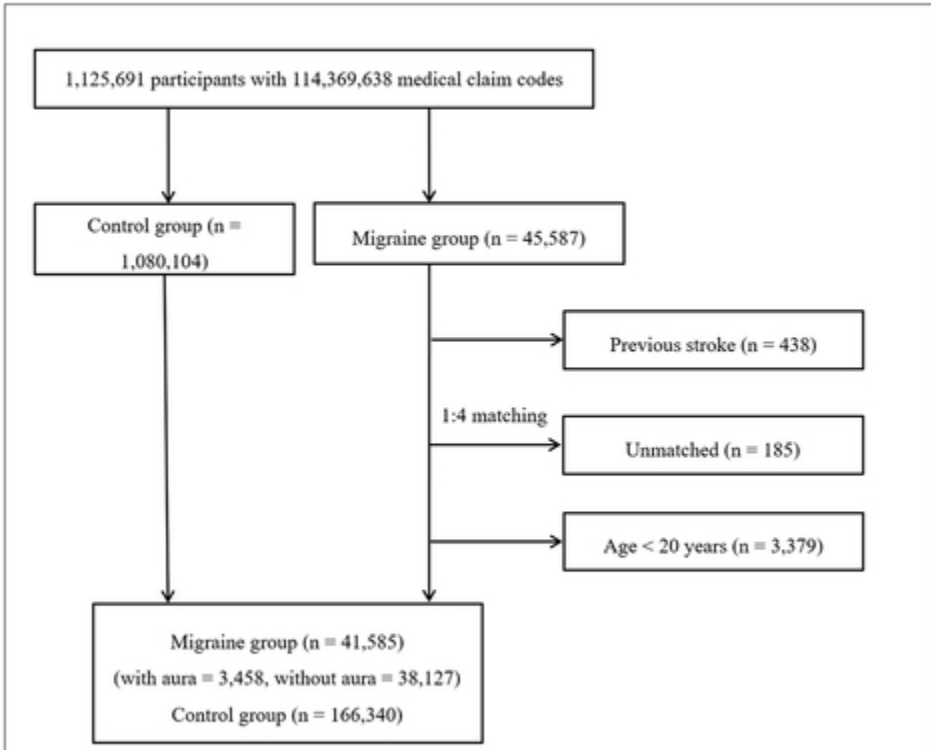 1,125,691 participants with 114,369,638 medical claim codes
Control group (n =
1,080,104)
Migraine group (n = 45,587)
Previous stroke (n = 438)
1:4 matching
Unmatched (n = 185)
Age < 20 years (n = 3,379)
Migraine group (n = 41,585)
(with aura = 3,458, without aura = 38,127)
Control group (n = 166,340)